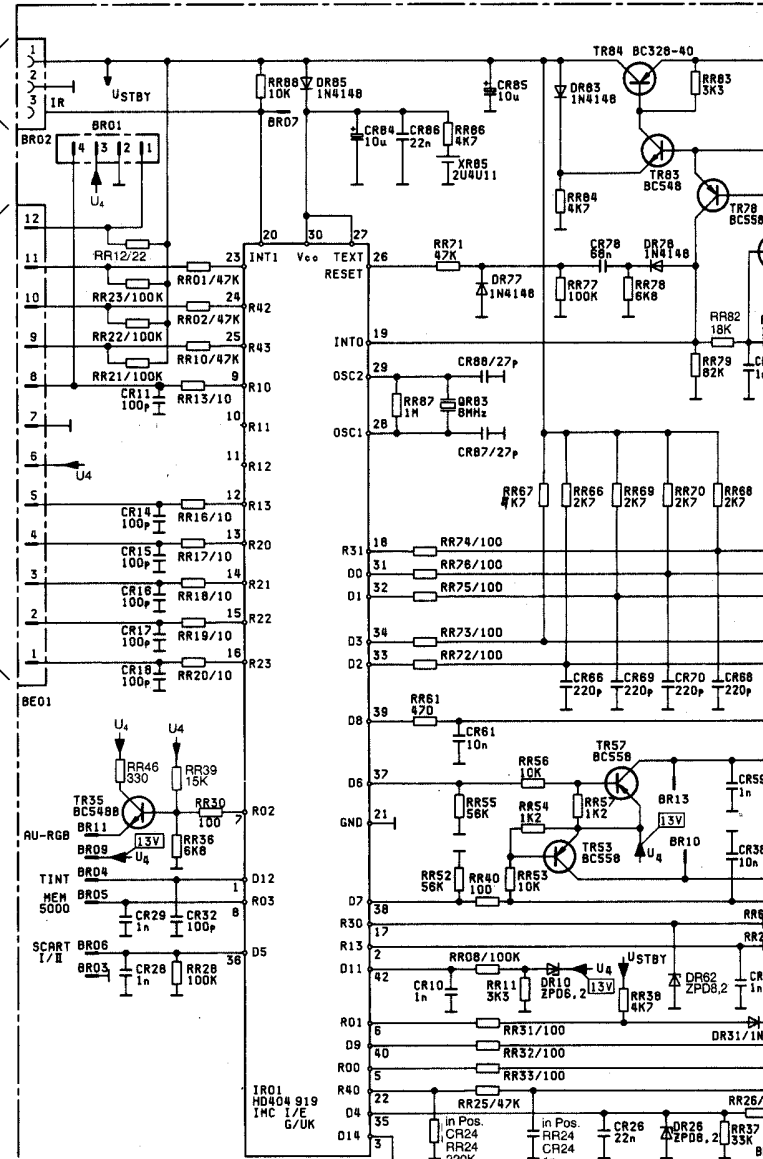 1
2
3
IR
BR02
USTBY
BR01
4 3 2 1
U4
RR88
10K
DR85
1N4148
BR07
CR84
10u
CR86
22n
RR86
4K7
XR85
2U4U11
CR85
10u
TR84 BC328-40
DR83
1N4148
RR83
3K3
TR83
BC548
RR84
4K7
TR78
BC558
12
11
10
9
8
7
6
5
4
3
2
1
BE01
U4
RR12/22
RR23/100K
RR22/100K
RR21/100K
RR01/47K
RR02/47K
RR10/47K
CR11
100p
RR13/10
CR14
100p
RR16/10
CR15
100p
RR17/10
CR16
100p
RR18/10
CR17
100p
RR19/10
CR18
100p
RR20/10
20
30
27
INT1
Vcc
TEXT
RESET
23
24
R42
25
R43
9
R10
10
R11
11
R12
12
R13
13
R20
14
R21
15
R22
16
R23
26
RR71
47K
DR77
1N4148
CR78
68n
DR78
1N4148
RR77
100K
RR78
6K8
INT0
19
RR82
18K
RR79
82K
OSC2
29
CR88/27p
RR87
1M
QR83
8MHz
OSC1
28
CR87/27p
RR67
4K7
RR66
2K7
RR69
2K7
RR70
2K7
RR68
2K7
R31
18
RR74/100
D0
31
RR76/100
D1
32
RR75/100
D3
34
RR73/100
D2
33
RR72/100
CR66
220p
CR69
220p
CR70
220p
CR68
220p
D8
39
RR61
470
CR61
10n
D6
37
RR55
56K
RR56
10K
TR57
BC558
RR54
1K2
RR57
1K2
GND
21
TR53
BC558
13V
U4
BR13
BR10
CR59
1n
CR38
10n
RR52
56K
RR40
100
RR53
10K
D7
38
R30
17
R13
2
D11
42
RR08/100K
CR10
1n
RR11
3K3
DR10
ZPD6,2
U4
13V
USTBY
RR38
4K7
DR62
ZPD8,2
1n
R01
6
RR31/100
DR31/1N
D9
40
RR32/100
R00
5
RR33/100
R40
22
RR25/47K
RR26/
D4
35
D14
3
in Pos.
CR24
RR24
in Pos.
RR24
CR24
CR26
22n
DR26
ZPD8,2
RR37
33K
U4
U4
RR46
330
RR39
15K
TR35
BC548B
RR30
100
R02
7
AU-RGB
BR11
BR09
13V
U4
RR36
6K8
TINT
BR04
D12
1
MEM
5000
BR05
R03
8
CR29
1n
CR32
100p
SCART
I/II
BR06
D5
36
BR03
CR28
1n
RR28
100K
IR01
HD404 919
IMC I/E
G/UK